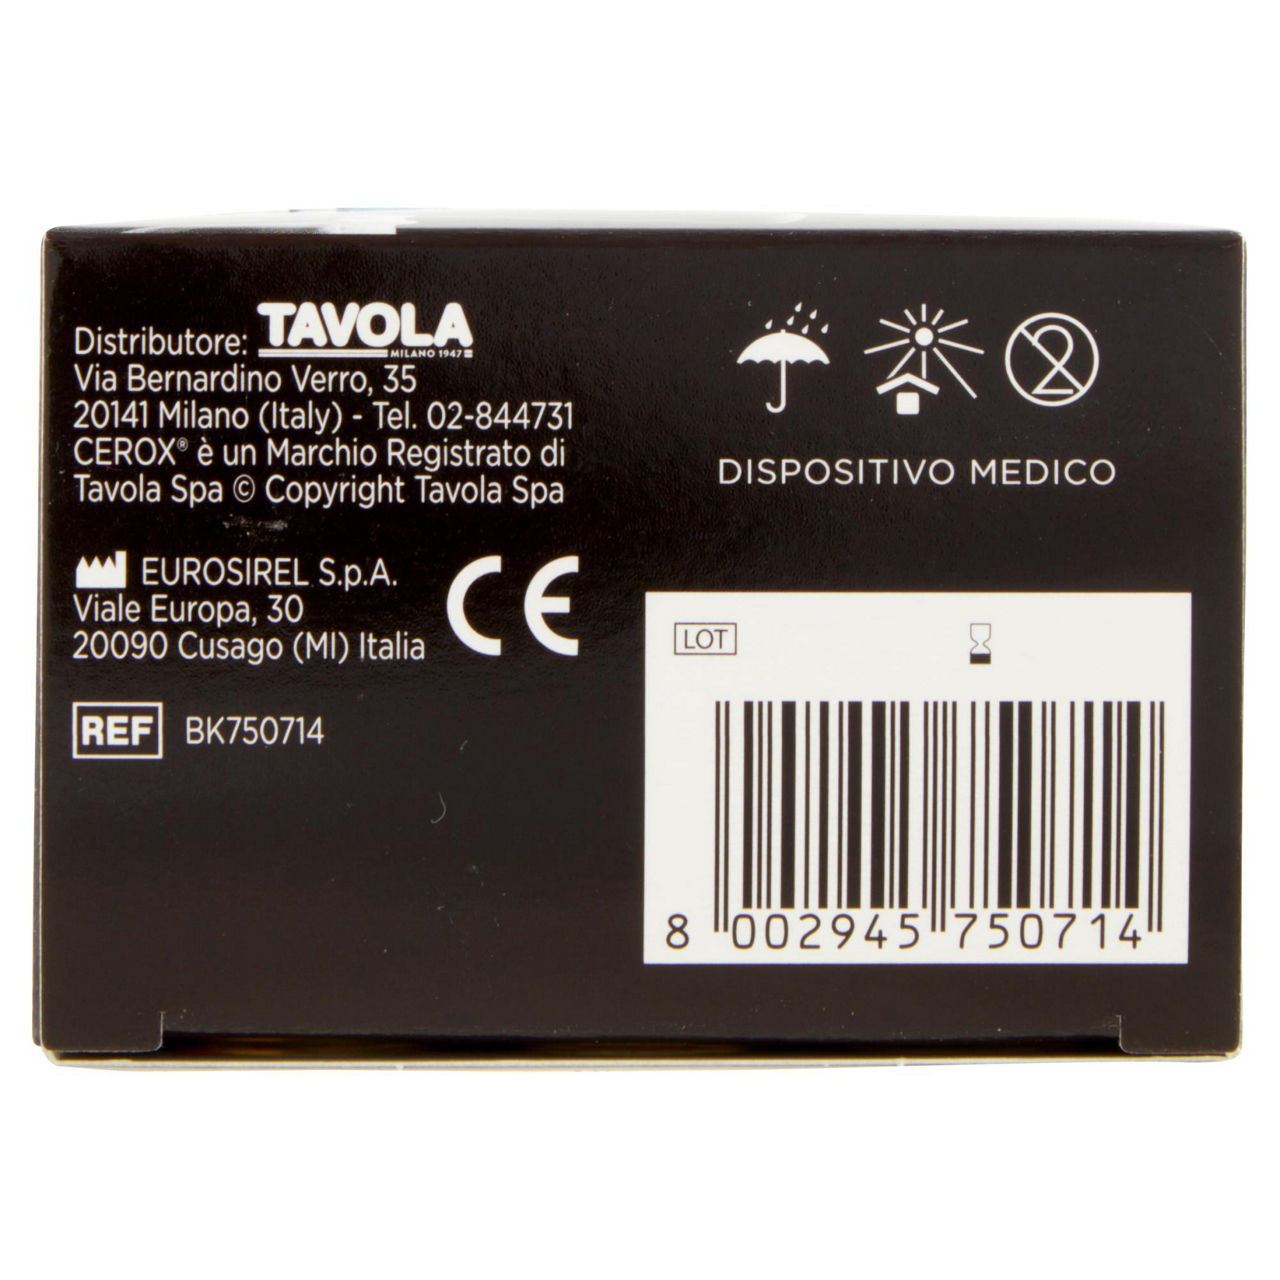 Distributore: TAVOLA
MILANO 1947
Via Bernardino Verro, 35
20141 Milano (Italy) - Tel. 02-844731
CEROX® è un Marchio Registrato di
Tavola Spa © Copyright Tavola Spa
EUROSIREL S.p.A.
Viale Europa, 30
20090 Cusago (MI) Italia
CE
REF BK750714
2
DISPOSITIVO MEDICO
LOT
8 002945 750714